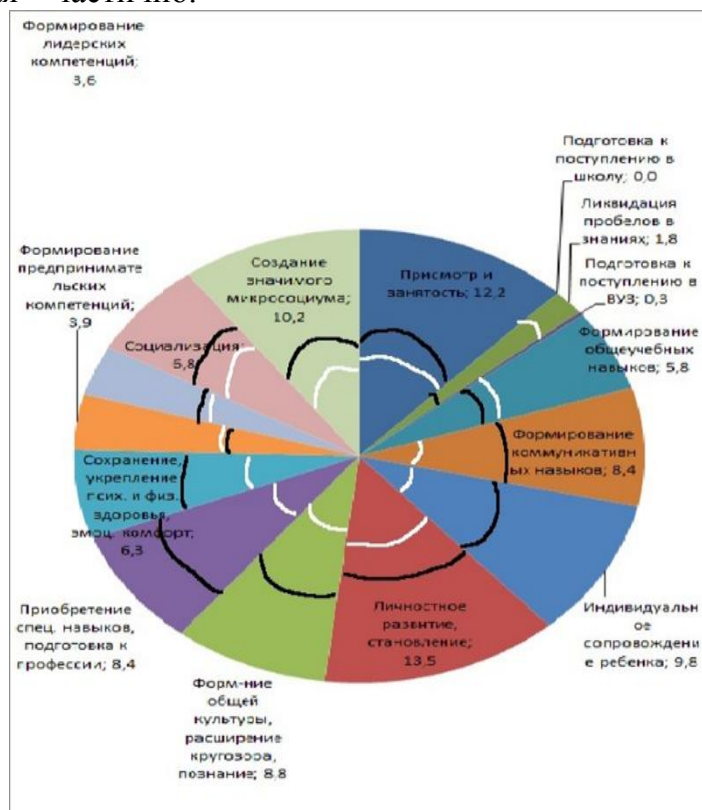 Формирование
лидерских
компетенций;
3,6
Подготовка к
поступлению в
школу; 0,0
Ликвидация
пробелов в
знаниях; 1,8
Подготовка к
поступлению в
ВУЗ; 0,3
Формирование
общеучебных
навыков; 5,8
Присмотр и
занятость; 12,2
Создание
значимого
микросоциума;
10,2
Формирование
предпринимате
льских
компетенций;
3,9
Социализация;
5,8
Формирование
коммуникативн
ых навыков; 8,4
Сохранение,
укрепление
псих. и физ.
здоровья,
эмоц. комфорт;
6,3
Индивидуальн
ое
сопровождени
е ребенка; 9,8
Личностное
развитие,
становление;
13,5
Приобретение
спец. навыков,
подготовка к
профессии; 8,4
Форм-ние
общей
культуры,
расширение
кругозора,
познание; 8,8